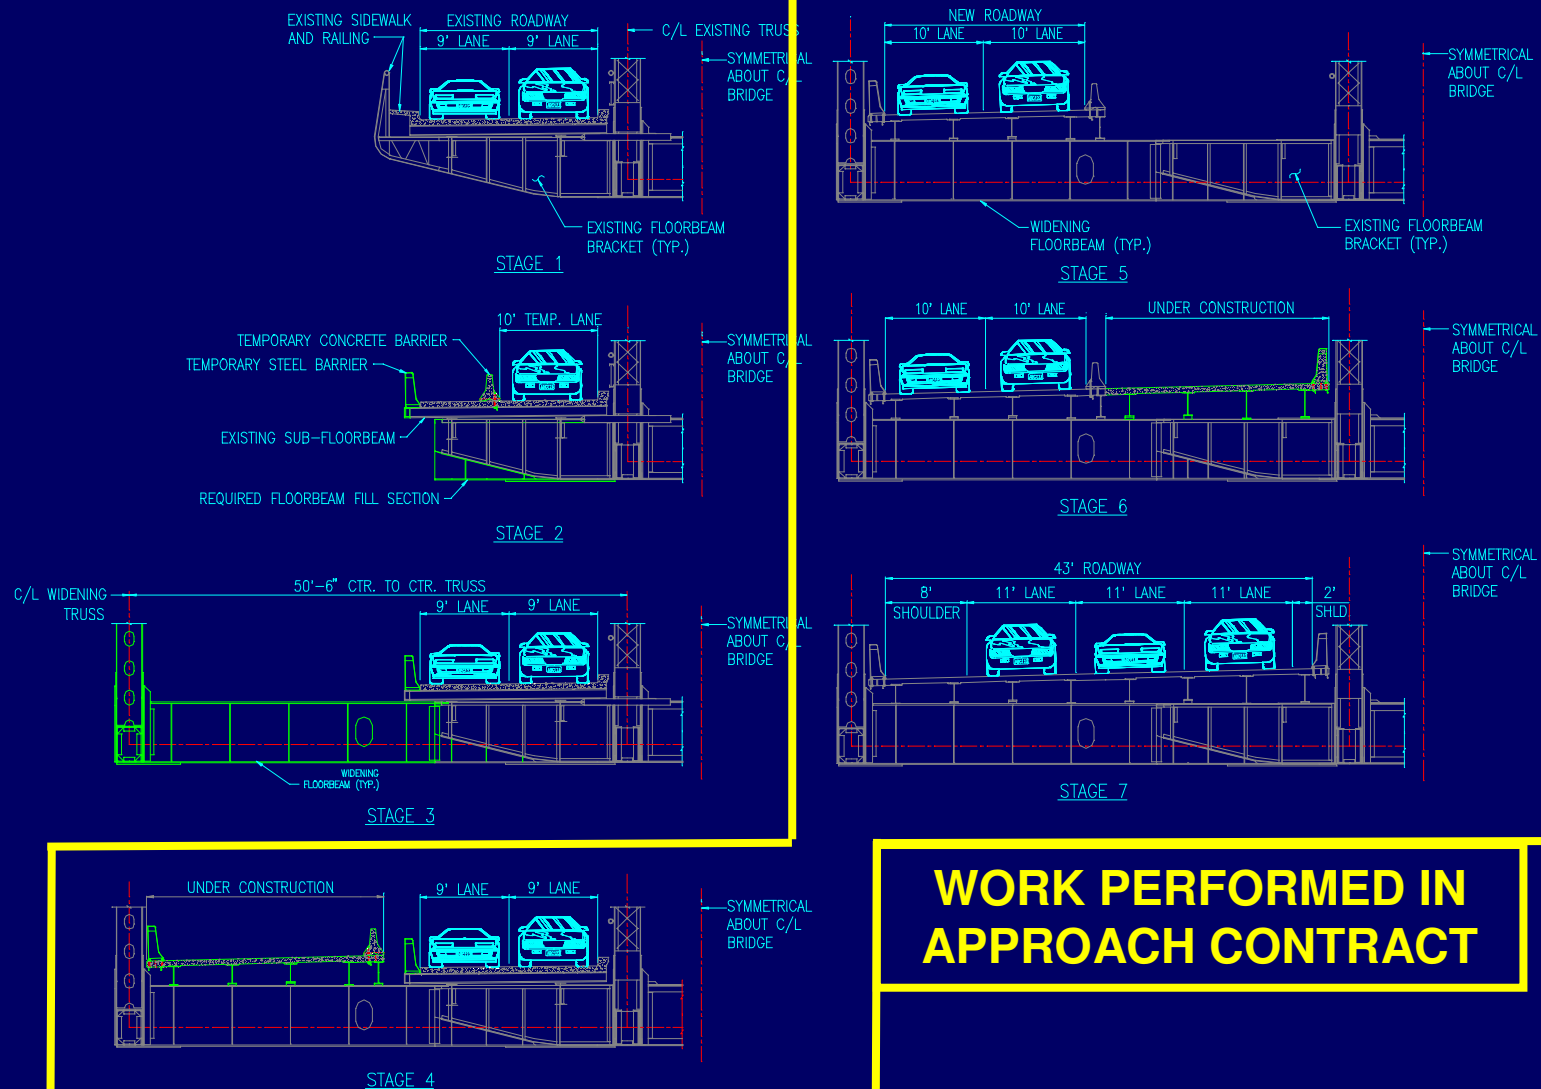 EXISTING SIDEWALK
AND RAILING
EXISTING ROADWAY
9' LANE
9' LANE
C/L EXISTING TRUSS
SYMMETRICAL
ABOUT C/L
BRIDGE
EXISTING FLOORBEAM
BRACKET (TYP.)
STAGE 1
10' TEMP. LANE
TEMPORARY CONCRETE BARRIER
TEMPORARY STEEL BARRIER
SYMMETRICAL
ABOUT C/L
BRIDGE
EXISTING SUB-FLOORBEAM
REQUIRED FLOORBEAM FILL SECTION
STAGE 2
C/L WIDENING
TRUSS
50'-6" CTR. TO CTR. TRUSS
9' LANE
9' LANE
SYMMETRICAL
ABOUT C/L
BRIDGE
WIDENING
FLOORBEAM (TYP.)
STAGE 3
UNDER CONSTRUCTION
9' LANE
9' LANE
SYMMETRICAL
ABOUT C/L
BRIDGE
STAGE 4
NEW ROADWAY
10' LANE
10' LANE
SYMMETRICAL
ABOUT C/L
BRIDGE
WIDENING
FLOORBEAM (TYP.)
EXISTING FLOORBEAM
BRACKET (TYP.)
STAGE 5
10' LANE
10' LANE
UNDER CONSTRUCTION
SYMMETRICAL
ABOUT C/L
BRIDGE
STAGE 6
43' ROADWAY
8'
SHOULDER
11' LANE
11' LANE
11' LANE
2'
SHLD
SYMMETRICAL
ABOUT C/L
BRIDGE
STAGE 7
WORK PERFORMED IN
APPROACH CONTRACT